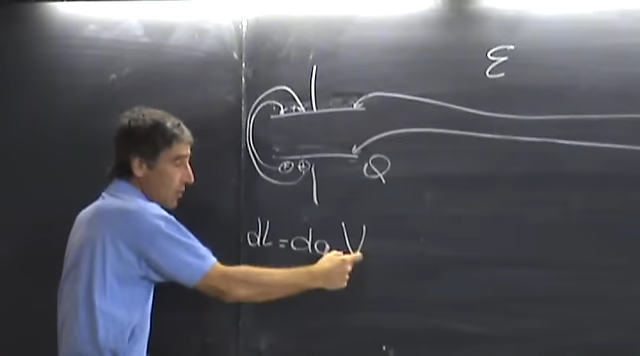 ℰ
Q
dL = dq V